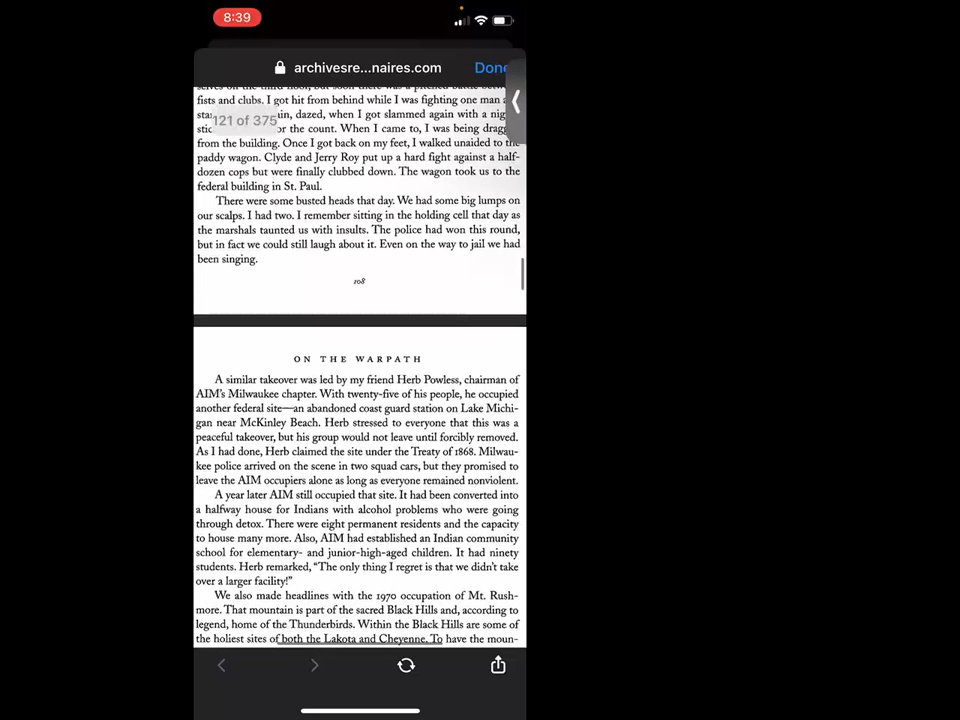 8:39
archivesre...naires.com
Done
fists and clubs. I got hit from behind while I was fighting one man
121 of 375
dazed, when I got slammed again with a
or the count. When I came to, I was being
from the building. Once I got back on my feet, I walked unaided to the
paddy wagon. Clyde and Jerry Roy put up a hard fight against a half-
dozen cops but were finally clubbed down. The wagon took us to the
federal building in St. Paul.
There were some busted heads that day. We had some big lumps on
our scalps. I had two. I remember sitting in the holding cell that day as
the marshals taunted us with insults. The police had won this round,
but in fact we could still laugh about it. Even on the way to jail we had
been singing.
108
ON THE WARPATH
A similar takeover was led by my friend Herb Powless, chairman of
AIM's Milwaukee chapter. With twenty-five of his people, he occupied
another federal site—an abandoned coast guard station on Lake Michi-
gan near McKinley Beach. Herb stressed to everyone that this was a
peaceful takeover, but his group would not leave until forcibly removed.
As I had done, Herb claimed the site under the Treaty of 1868. Milwau-
kee police arrived on the scene in two squad cars, but they promised to
leave the AIM occupiers alone as long as everyone remained nonviolent.
A year later AIM still occupied that site. It had been converted into
a halfway house for Indians with alcohol problems who were going
through detox. There were eight permanent residents and the capacity
to house many more. Also, AIM had established an Indian community
school for elementary- and junior-high-aged children. It had ninety
students. Herb remarked, “The only thing I regret is that we didn't take
over a larger facility!”
We also made headlines with the 1970 occupation of Mt. Rush-
more. That mountain is part of the sacred Black Hills and, according to
legend, home of the Thunderbirds. Within the Black Hills are some of
the holiest sites of both the Lakota and Cheyenne. To have the moun-